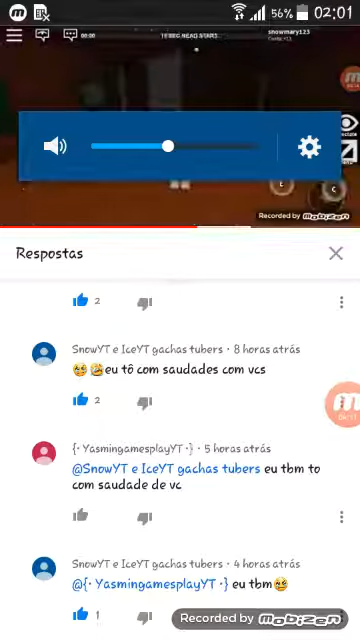 56% 02:01
snowmary123
Recorded by mobizen
Respostas
2
SnowYT e IceYT gachas tubers · 8 horas atrás
🥺🤧eu tô com saudades com vcs
2
{· YasmingamesplayYT ·} · 5 horas atrás
@SnowYT e IceYT gachas tubers eu tbm to
com saudade de vc
SnowYT e IceYT gachas tubers · 4 horas atrás
@{· YasmingamesplayYT ·} eu tbm🥺
1
Recorded by mobizen